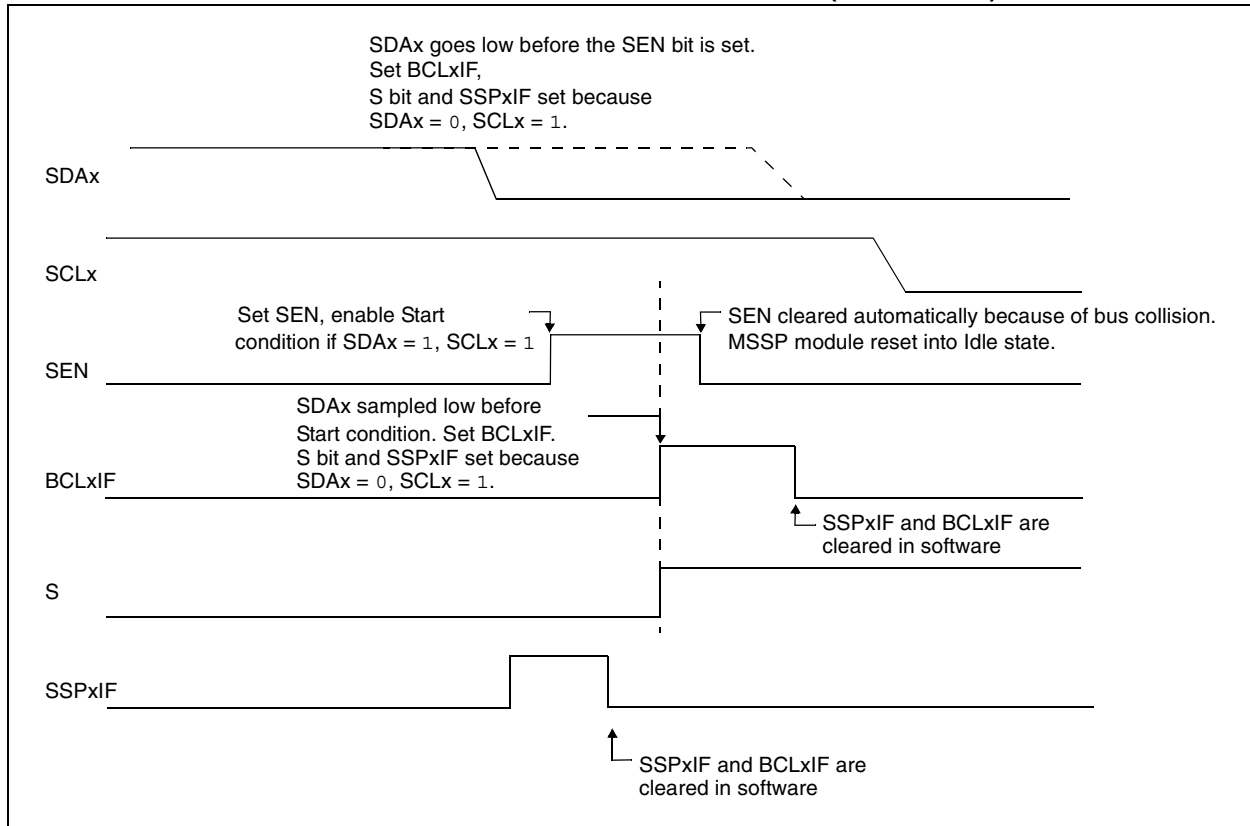 SDAx goes low before the SEN bit is set.
Set BCLxIF,
S bit and SSPxIF set because
SDAx = 0, SCLx = 1.
SDAx
SCLx
Set SEN, enable Start
condition if SDAx = 1, SCLx = 1
SEN cleared automatically because of bus collision.
MSSP module reset into Idle state.
SEN
SDAx sampled low before
Start condition. Set BCLxIF.
S bit and SSPxIF set because
SDAx = 0, SCLx = 1.
BCLxIF
SSPxIF and BCLxIF are
cleared in software
S
SSPxIF
SSPxIF and BCLxIF are
cleared in software